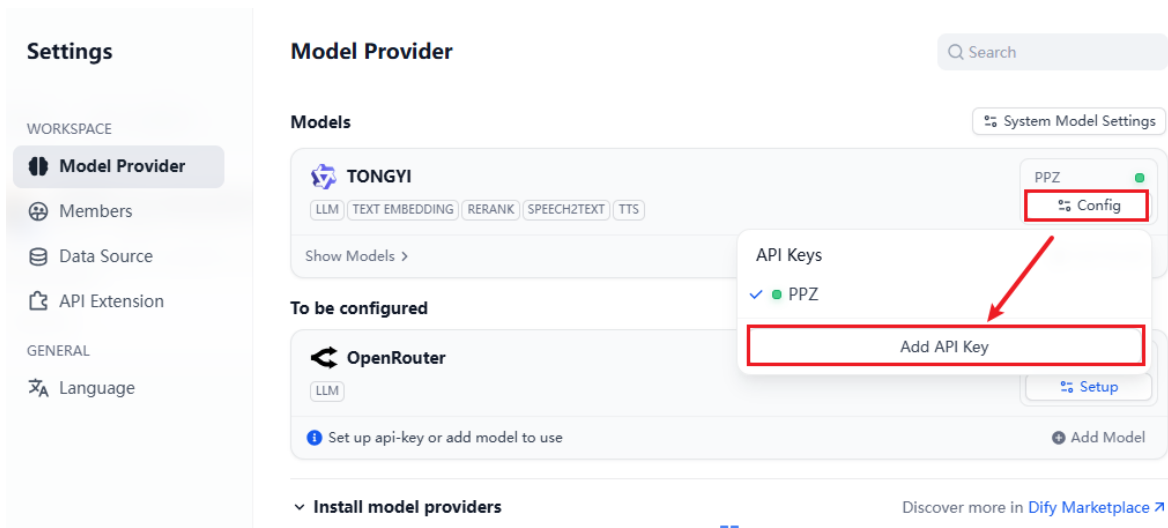 Settings
WORKSPACE
Model Provider
Members
Data Source
API Extension
GENERAL
Language
Model Provider
Search
Models
System Model Settings
TONGYI
LLM TEXT EMBEDDING RERANK SPEECH2TEXT TTS
PPZ
Config
Show Models
API Keys
PPZ
Add API Key
To be configured
OpenRouter
LLM
Setup
Set up api-key or add model to use
Add Model
Install model providers
Discover more in Dify Marketplace